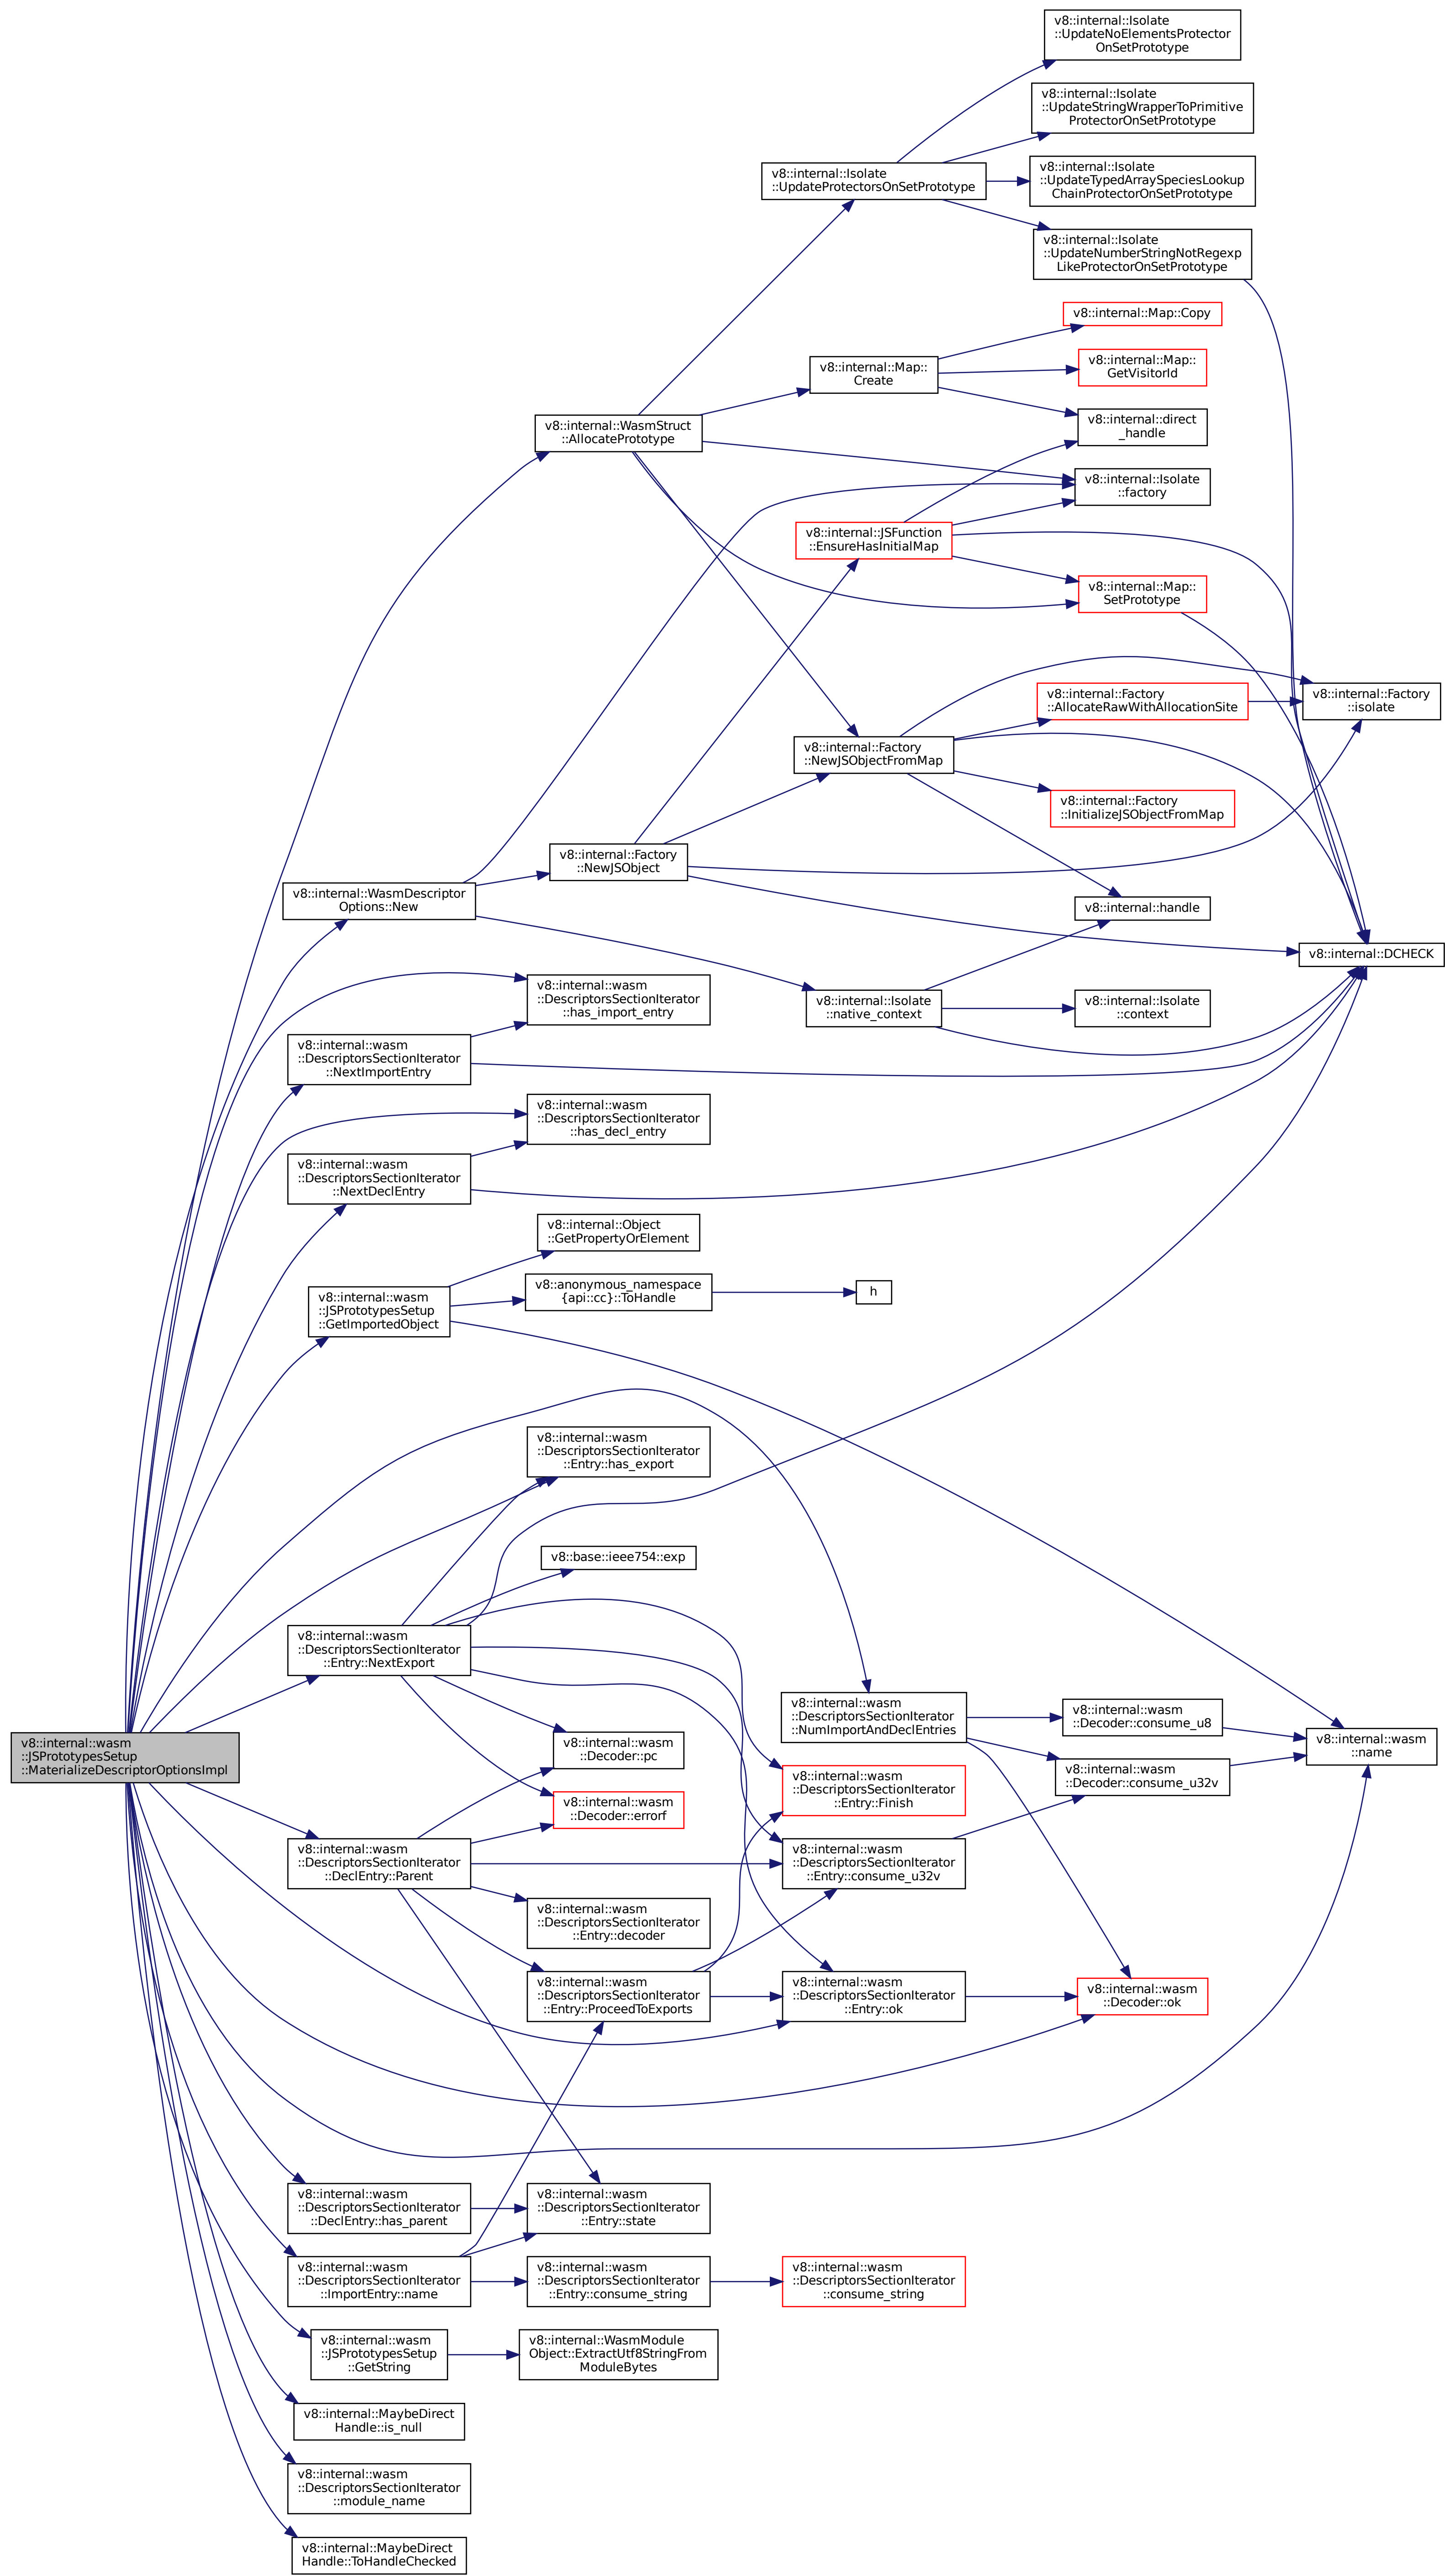 v8::internal::Isolate
::UpdateNoElementsProtector
OnSetPrototype
v8::internal::Isolate
::UpdateStringWrapperToPrimitive
ProtectorOnSetPrototype
v8::internal::Isolate
::UpdateProtectorsOnSetPrototype
v8::internal::Isolate
::UpdateTypedArraySpeciesLookup
ChainProtectorOnSetPrototype
v8::internal::Isolate
::UpdateNumberStringNotRegexp
LikeProtectorOnSetPrototype
v8::internal::Map::Copy
v8::internal::Map::
Create
v8::internal::Map::
GetVisitorId
v8::internal::WasmStruct
::AllocatePrototype
v8::internal::direct
_handle
v8::internal::Isolate
::factory
v8::internal::JSFunction
::EnsureHasInitialMap
v8::internal::Map::
SetPrototype
v8::internal::Factory
::AllocateRawWithAllocationSite
v8::internal::Factory
::isolate
v8::internal::Factory
::NewJSObjectFromMap
v8::internal::Factory
::InitializeJSObjectFromMap
v8::internal::Factory
::NewJSObject
v8::internal::WasmDescriptor
Options::New
v8::internal::handle
v8::internal::DCHECK
v8::internal::wasm
::DescriptorsSectionIterator
::has_import_entry
v8::internal::Isolate
::native_context
v8::internal::Isolate
::context
v8::internal::wasm
::DescriptorsSectionIterator
::NextImportEntry
v8::internal::wasm
::DescriptorsSectionIterator
::has_decl_entry
v8::internal::wasm
::DescriptorsSectionIterator
::NextDeclEntry
v8::internal::Object
::GetPropertyOrElement
v8::internal::wasm
::JSPrototypesSetup
::GetImportedObject
v8::anonymous_namespace
{api::cc}::ToHandle
h
v8::internal::wasm
::DescriptorsSectionIterator
::Entry::has_export
v8::base::ieee754::exp
v8::internal::wasm
::DescriptorsSectionIterator
::Entry::NextExport
v8::internal::wasm
::DescriptorsSectionIterator
::NumImportAndDeclEntries
v8::internal::wasm
::Decoder::consume_u8
v8::internal::wasm
::name
v8::internal::wasm
::JSPrototypesSetup
::MaterializeDescriptorOptionsImpl
v8::internal::wasm
::Decoder::pc
v8::internal::wasm
::Decoder::consume_u32v
v8::internal::wasm
::DescriptorsSectionIterator
::Entry::Finish
v8::internal::wasm
::Decoder::errorf
v8::internal::wasm
::DescriptorsSectionIterator
::DeclEntry::Parent
v8::internal::wasm
::DescriptorsSectionIterator
::Entry::consume_u32v
v8::internal::wasm
::DescriptorsSectionIterator
::Entry::decoder
v8::internal::wasm
::DescriptorsSectionIterator
::Entry::ProceedToExports
v8::internal::wasm
::DescriptorsSectionIterator
::Entry::ok
v8::internal::wasm
::Decoder::ok
v8::internal::wasm
::DescriptorsSectionIterator
::DeclEntry::has_parent
v8::internal::wasm
::DescriptorsSectionIterator
::Entry::state
v8::internal::wasm
::DescriptorsSectionIterator
::ImportEntry::name
v8::internal::wasm
::DescriptorsSectionIterator
::Entry::consume_string
v8::internal::wasm
::DescriptorsSectionIterator
::consume_string
v8::internal::wasm
::JSPrototypesSetup
::GetString
v8::internal::WasmModule
Object::ExtractUtf8StringFrom
ModuleBytes
v8::internal::MaybeDirect
Handle::is_null
v8::internal::wasm
::DescriptorsSectionIterator
::module_name
v8::internal::MaybeDirect
Handle::ToHandleChecked